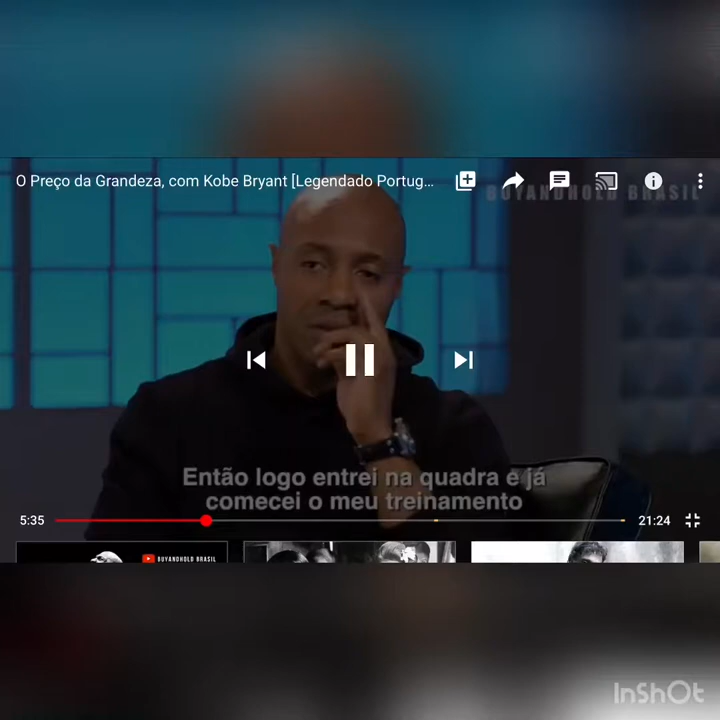 O Preço da Grandeza, com Kobe Bryant [Legendado Portug...
BUYANDHOLD BRASIL
Então logo entrei na quadra e já
comecei o meu treinamento
5:35
21:24
BUYANDHOLD BRASIL
InShOt